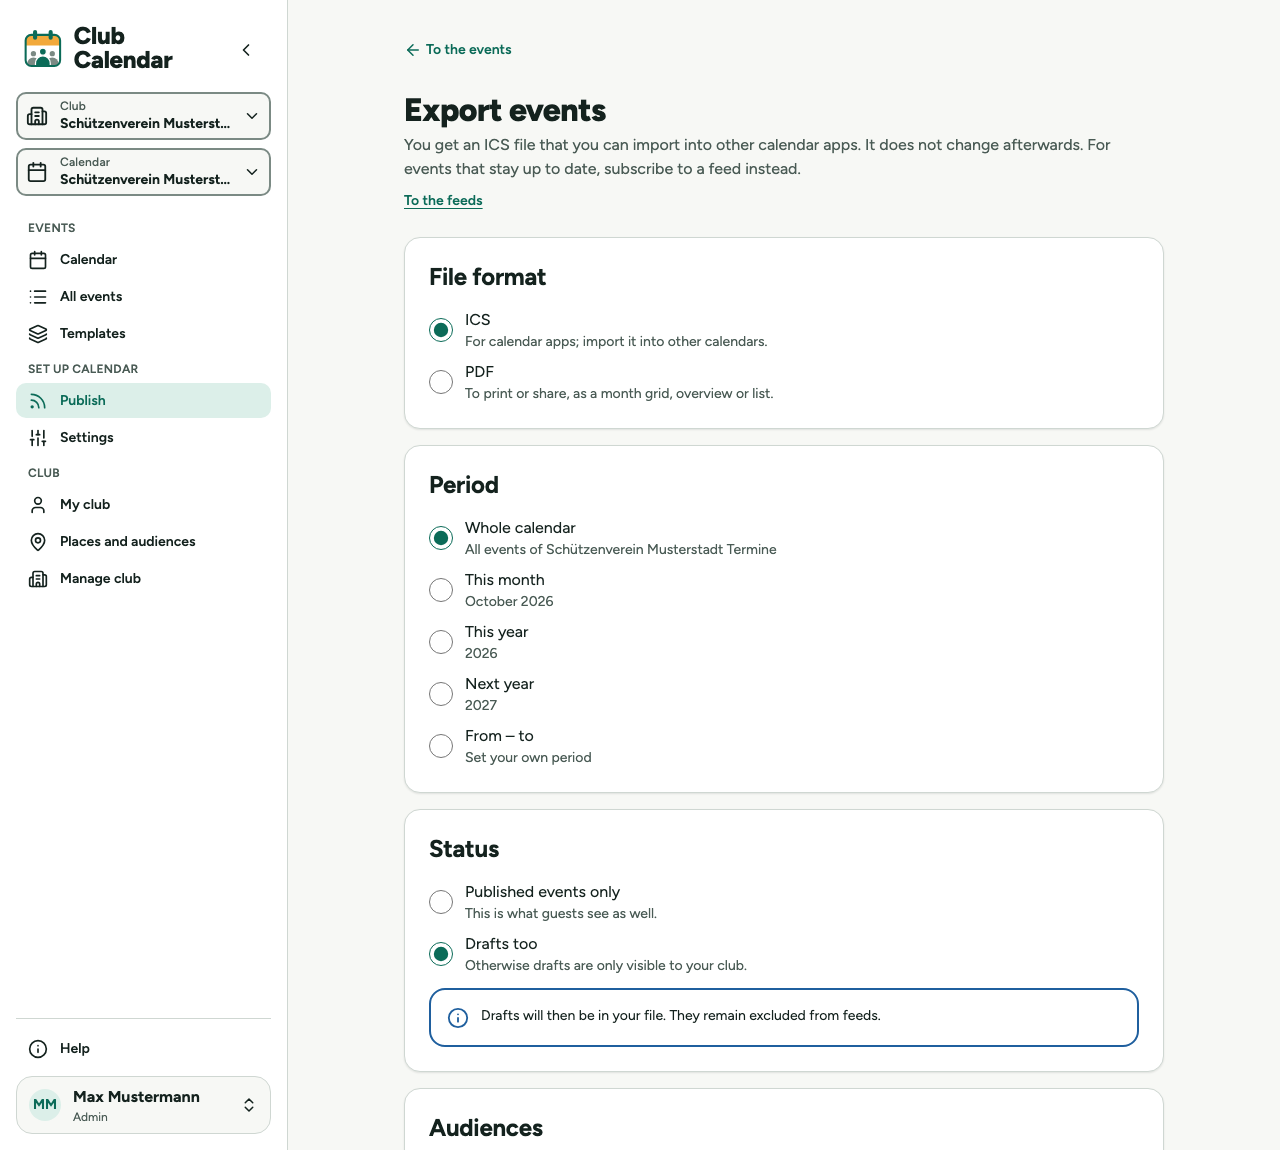 Club
Calendar
Club
Schützenverein Musterst...
Calendar
Schützenverein Musterst...
EVENTS
Calendar
All events
Templates
SET UP CALENDAR
Publish
Settings
CLUB
My club
Places and audiences
Manage club
Help
MM
Max Mustermann
Admin
To the events
Export events
You get an ICS file that you can import into other calendar apps. It does not change afterwards. For
events that stay up to date, subscribe to a feed instead.
To the feeds
File format
ICS
For calendar apps; import it into other calendars.
PDF
To print or share, as a month grid, overview or list.
Period
Whole calendar
All events of Schützenverein Musterstadt Termine
This month
October 2026
This year
2026
Next year
2027
From – to
Set your own period
Status
Published events only
This is what guests see as well.
Drafts too
Otherwise drafts are only visible to your club.
Drafts will then be in your file. They remain excluded from feeds.
Audiences